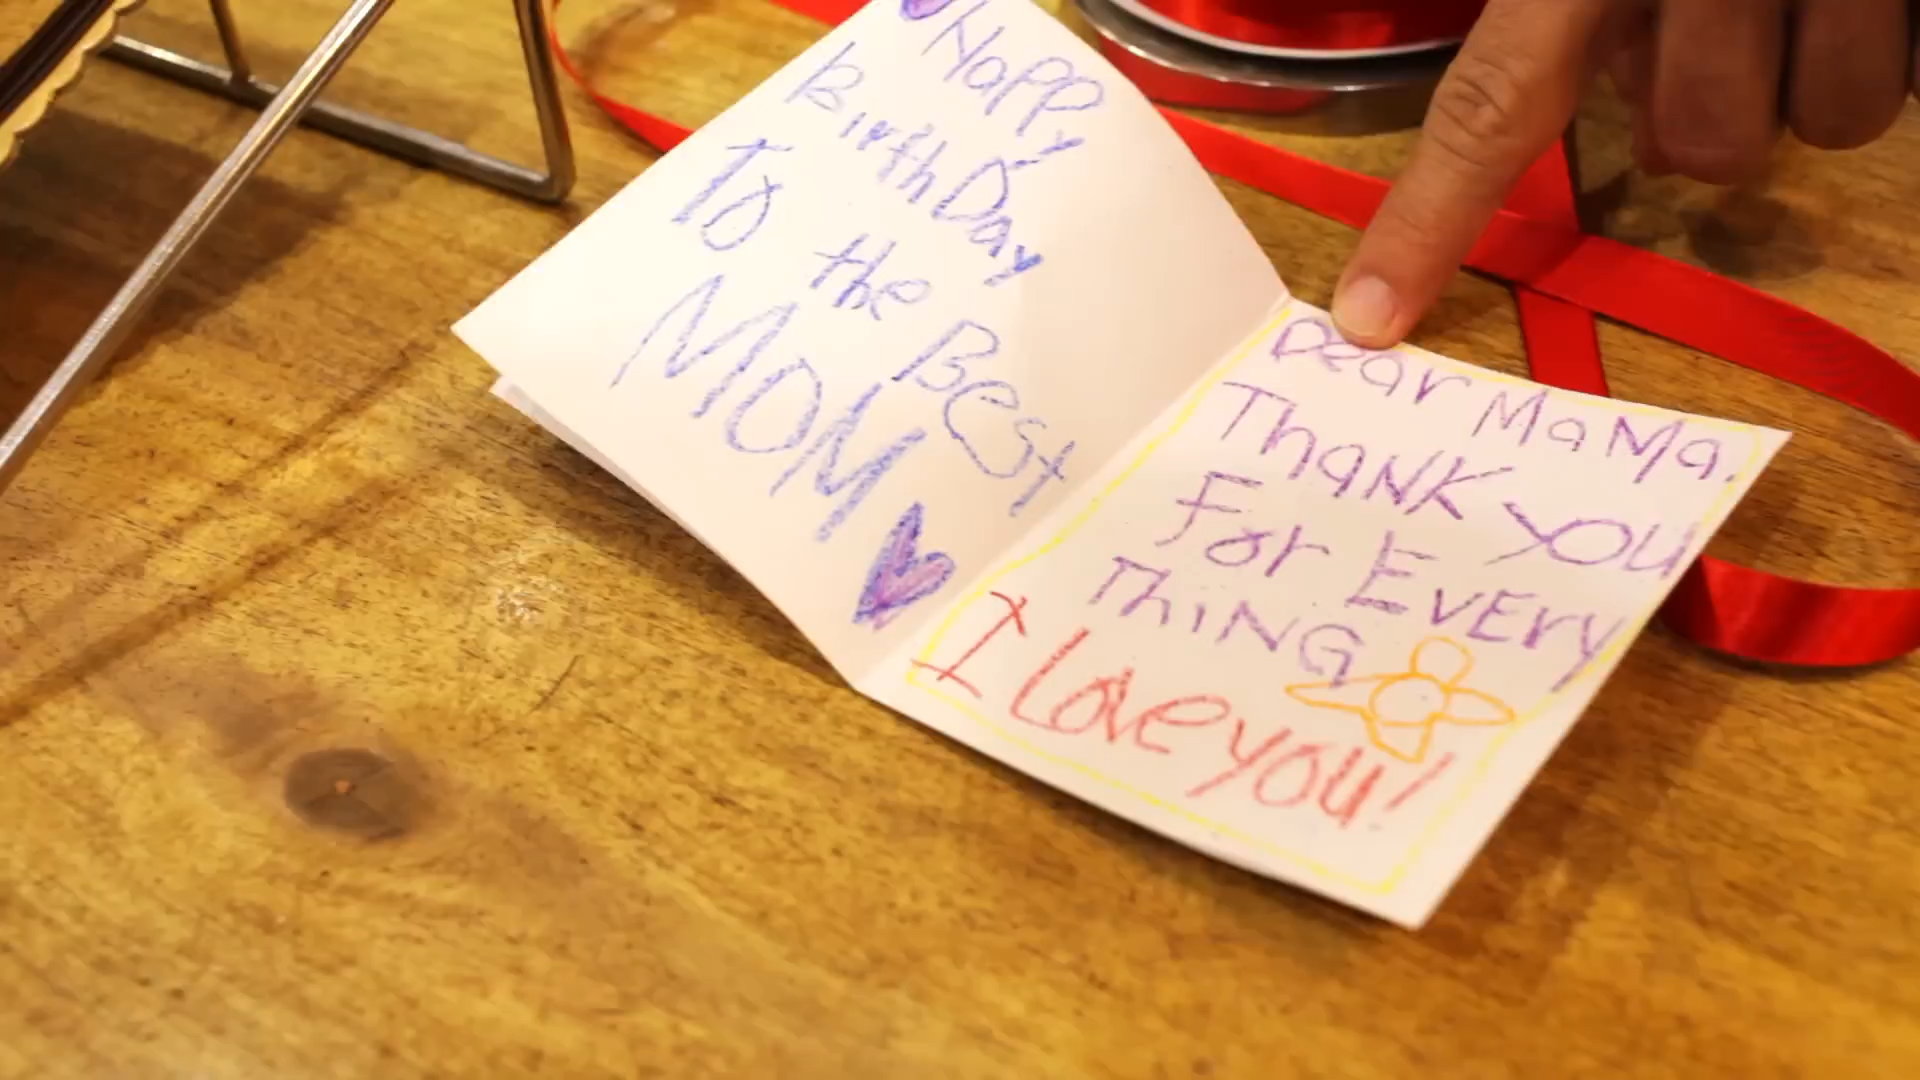 Happy
BirthDay
To the Best
MOM
Dear MaMa.
ThaNK YOU
For EVErY
ThiNG
I love you!